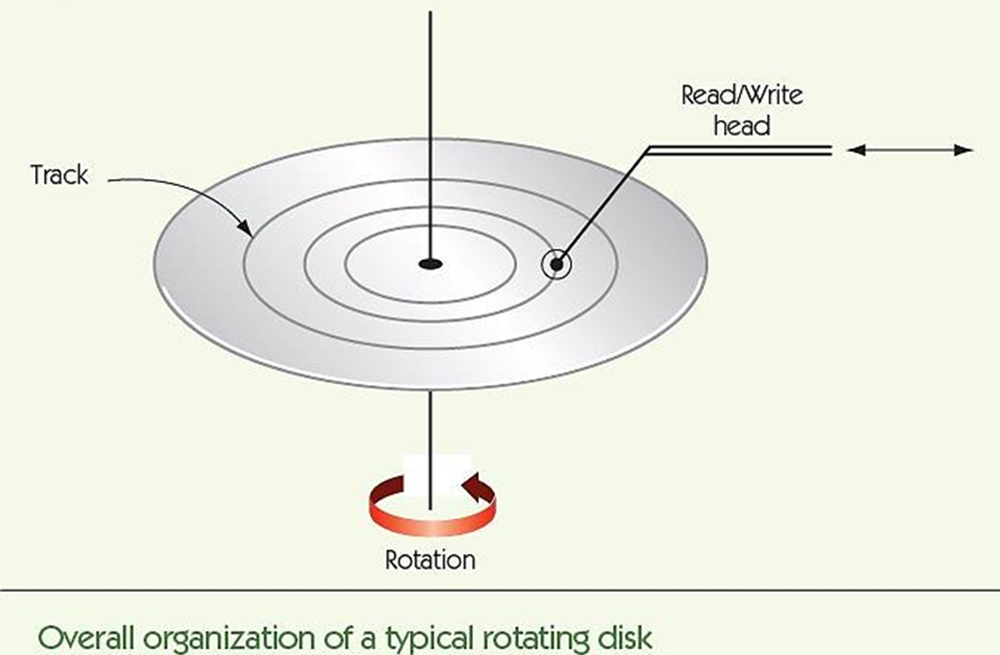 Read/Write
head
Track
Rotation
Overall organization of a typical rotating disk